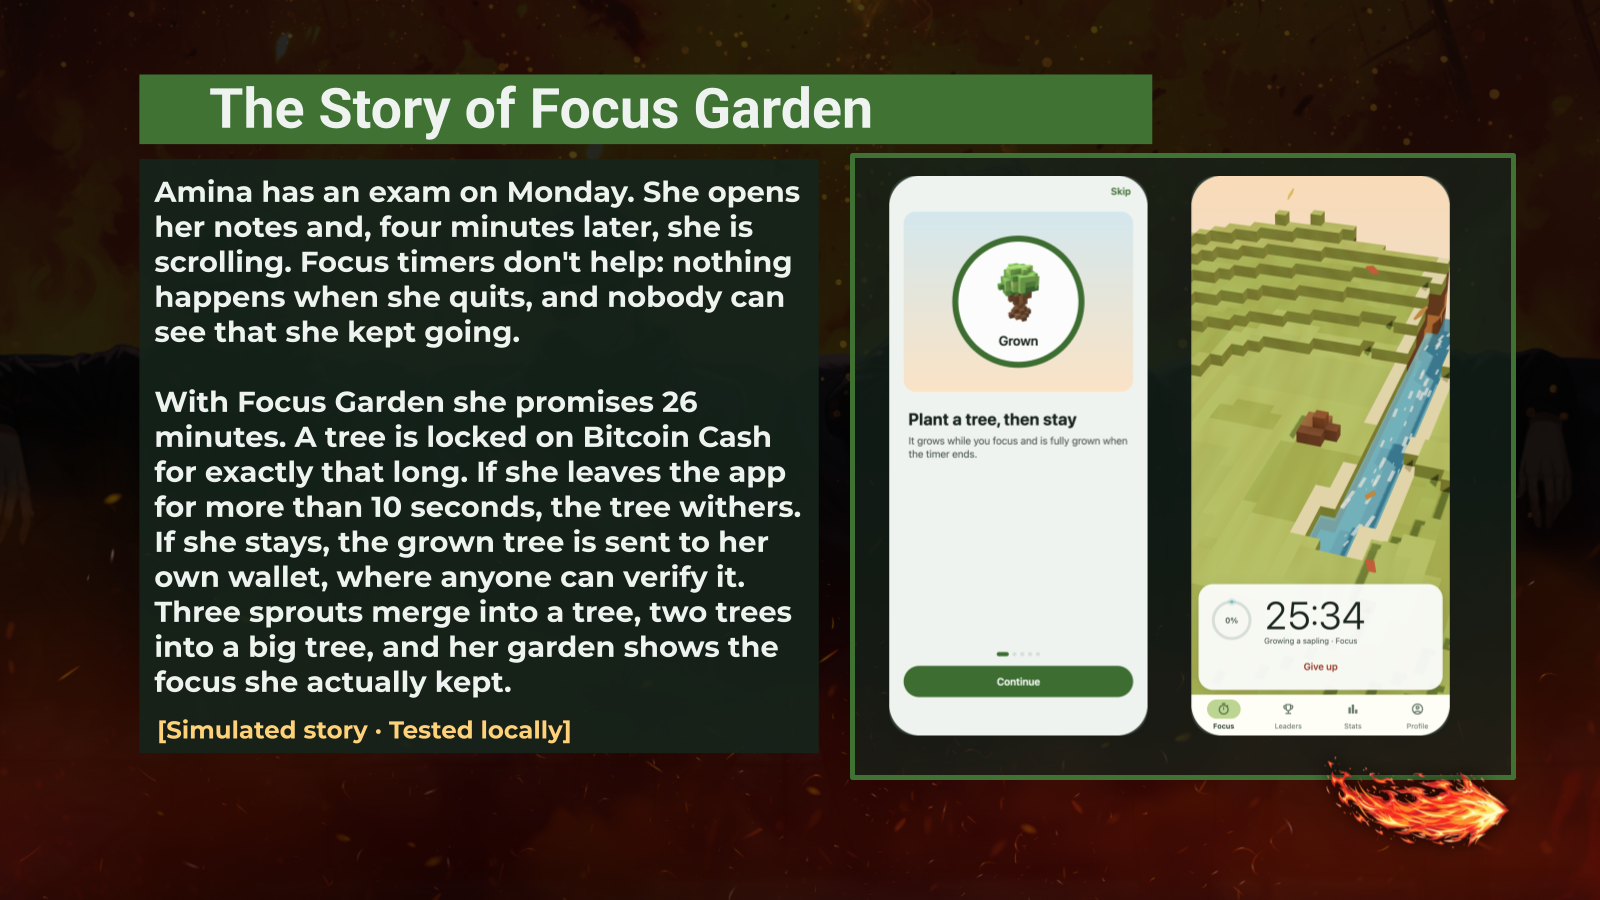 The Story of Focus Garden
Amina has an exam on Monday. She opens
her notes and, four minutes later, she is
scrolling. Focus timers don't help: nothing
happens when she quits, and nobody can
see that she kept going.
With Focus Garden she promises 26
minutes. A tree is locked on Bitcoin Cash
for exactly that long. If she leaves the app
for more than 10 seconds, the tree withers.
If she stays, the grown tree is sent to her
own wallet, where anyone can verify it.
Three sprouts merge into a tree, two trees
into a big tree, and her garden shows the
focus she actually kept.
[Simulated story · Tested locally]
Skip
Grown
Plant a tree, then stay
It grows while you focus and is fully grown when
the timer ends.
Continue
0%
25:34
Growing a sapling · Focus
Give up
Focus
Leaders
Stats
Profile